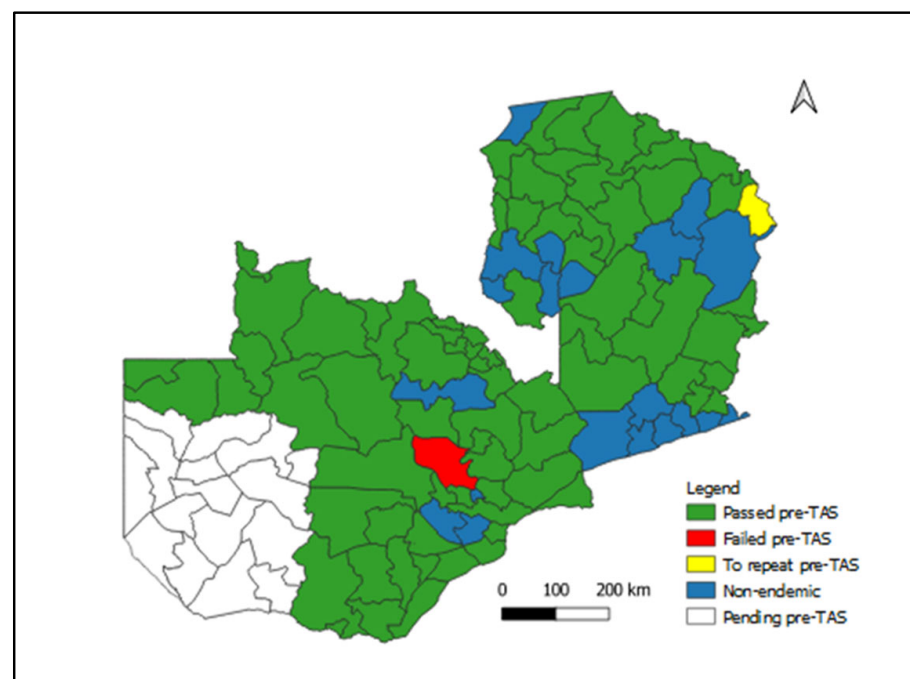 Legend
Passed pre-TAS
Failed pre-TAS
To repeat pre-TAS
Non-endemic
Pending pre-TAS
0 100 200 km